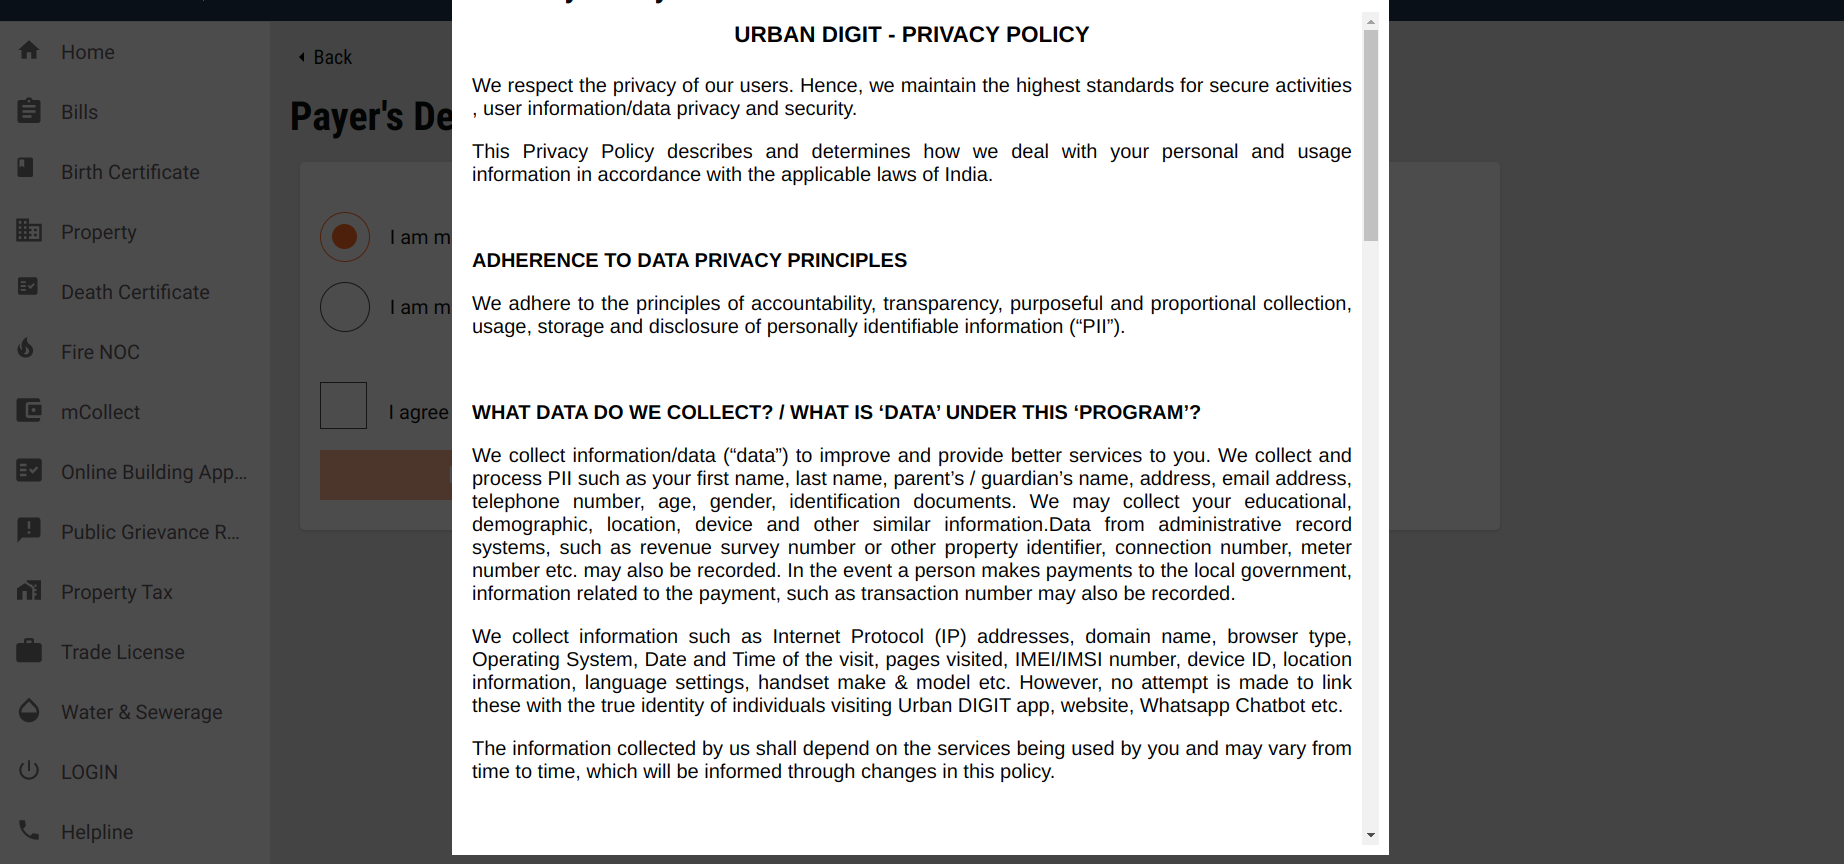 Home
Bills
Birth Certificate
Property
Death Certificate
Fire NOC
mCollect
Online Building App...
Public Grievance R...
Property Tax
Trade License
Water & Sewerage
LOGIN
Helpline
Back
Payer's De
I am m
I am m
I agree
URBAN DIGIT - PRIVACY POLICY
We respect the privacy of our users. Hence, we maintain the highest standards for secure activities
, user information/data privacy and security.
This Privacy Policy describes and determines how we deal with your personal and usage
information in accordance with the applicable laws of India.
ADHERENCE TO DATA PRIVACY PRINCIPLES
We adhere to the principles of accountability, transparency, purposeful and proportional collection,
usage, storage and disclosure of personally identifiable information (“PII”).
WHAT DATA DO WE COLLECT? / WHAT IS ‘DATA’ UNDER THIS ‘PROGRAM’?
We collect information/data (“data”) to improve and provide better services to you. We collect and
process PII such as your first name, last name, parent’s / guardian’s name, address, email address,
telephone number, age, gender, identification documents. We may collect your educational,
demographic, location, device and other similar information.Data from administrative record
systems, such as revenue survey number or other property identifier, connection number, meter
number etc. may also be recorded. In the event a person makes payments to the local government,
information related to the payment, such as transaction number may also be recorded.
We collect information such as Internet Protocol (IP) addresses, domain name, browser type,
Operating System, Date and Time of the visit, pages visited, IMEI/IMSI number, device ID, location
information, language settings, handset make & model etc. However, no attempt is made to link
these with the true identity of individuals visiting Urban DIGIT app, website, Whatsapp Chatbot etc.
The information collected by us shall depend on the services being used by you and may vary from
time to time, which will be informed through changes in this policy.